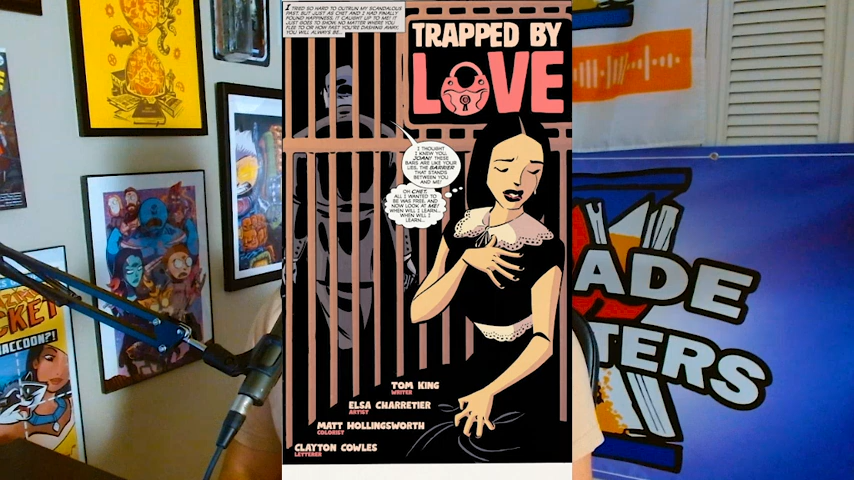 I TRIED SO HARD TO OUTRUN MY SCANDALOUS
PAST, BUT JUST AS CHET AND I HAD FINALLY
FOUND HAPPINESS, IT CAUGHT UP TO ME! IT
JUST GOES TO SHOW, NO MATTER WHERE YOU
FLEE TO OR HOW FAST YOU'RE DASHING AWAY,
YOU WILL ALWAYS BE...
TRAPPED BY
LOVE
I THOUGHT
I KNEW YOU,
JOAN! THESE
BARS ARE LIKE YOUR
LIES, THE BARRIER
THAT STANDS
BETWEEN YOU
AND ME!
OH CHET,
ALL I WANTED TO
BE WAS FREE, AND
NOW LOOK AT ME!
WHEN WILL I LEARN...
WHEN WILL I
LEARN...
TOM KING
WRITER
ELSA CHARRETIER
ARTIST
MATT HOLLINGSWORTH
COLORIST
CLAYTON COWLES
LETTERER
CKET
RACCOON?!
ADE
TERS